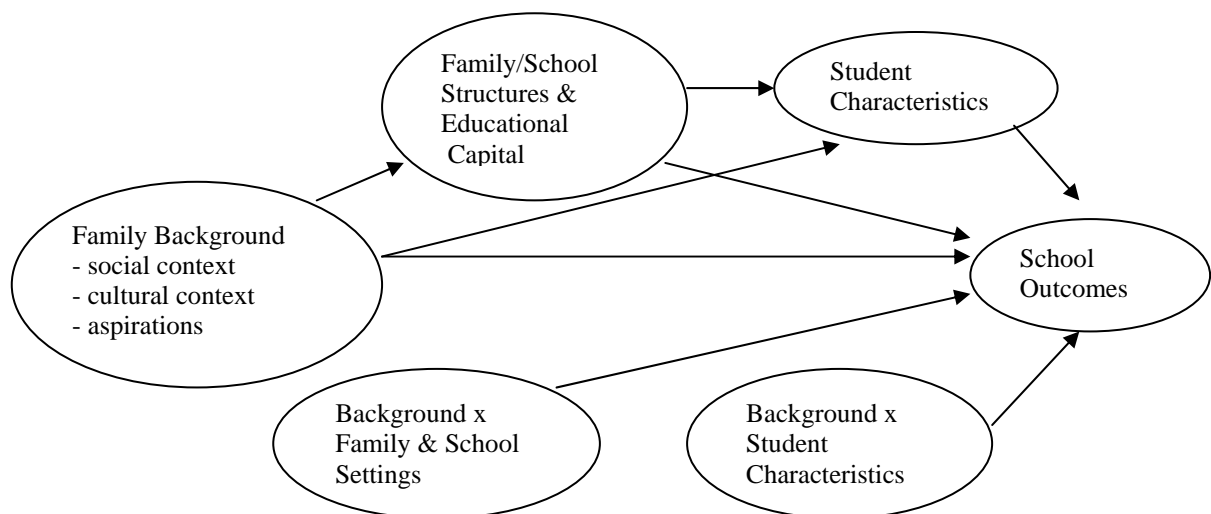 Family/School
Structures &
Educational
Capital
Student
Characteristics
Family Background
- social context
- cultural context
- aspirations
School
Outcomes
Background x
Family & School
Settings
Background x
Student
Characteristics